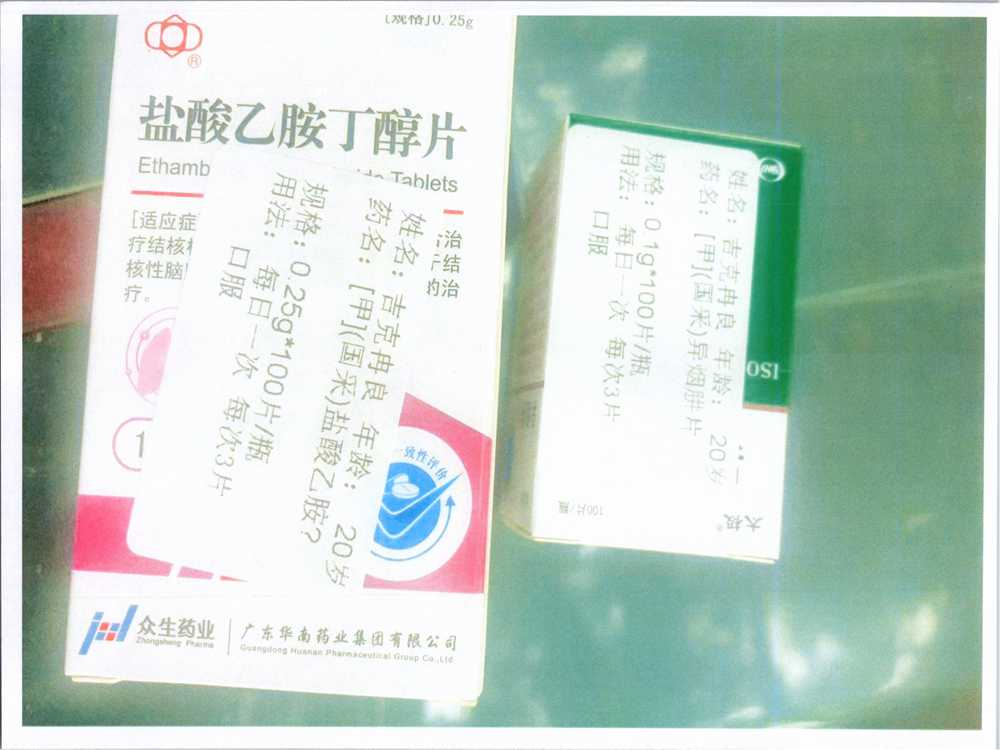 [规格]0.25g
®
盐酸乙胺丁醇片
Ethamb
Tablets
[适应症
疗结核
核性脑
疗。
治
结
治
均
姓名：吉克冉良 年龄： 20岁
药名：[甲](国采)盐酸乙胺?
规格：0.25g*100片/瓶
用法： 每日一次 每次3片
口服
1
一致性评价
众生药业
Zhongsheng Pharma
广东华南药业集团有限公司
Guangdong Huanan Pharmaceutical Group Co.,Ltd
姓名：吉克冉良 年龄： 20岁
药名：[甲](国采)异烟肼片
规格：0.1g*100片/瓶
用法： 每日一次 每次3片
口服
ISO
100片/瓶
太极®